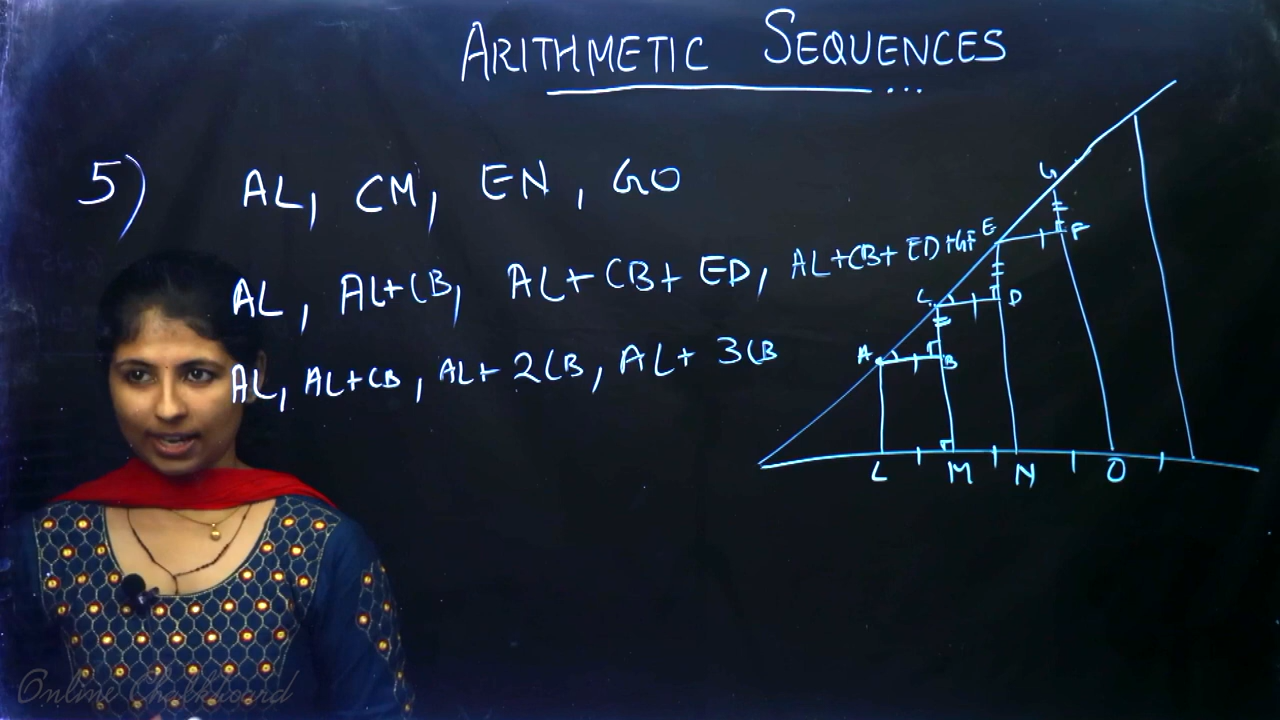 ARITHMETIC SEQUENCES ...
5) AL, CM, EN, GO
AL, AL+CB, AL+CB+ED, AL+CB+ED+GF
AL, AL+CB, AL+2CB, AL+3CB
G
E F
C D
A B
L M N O
Online Chalkboard